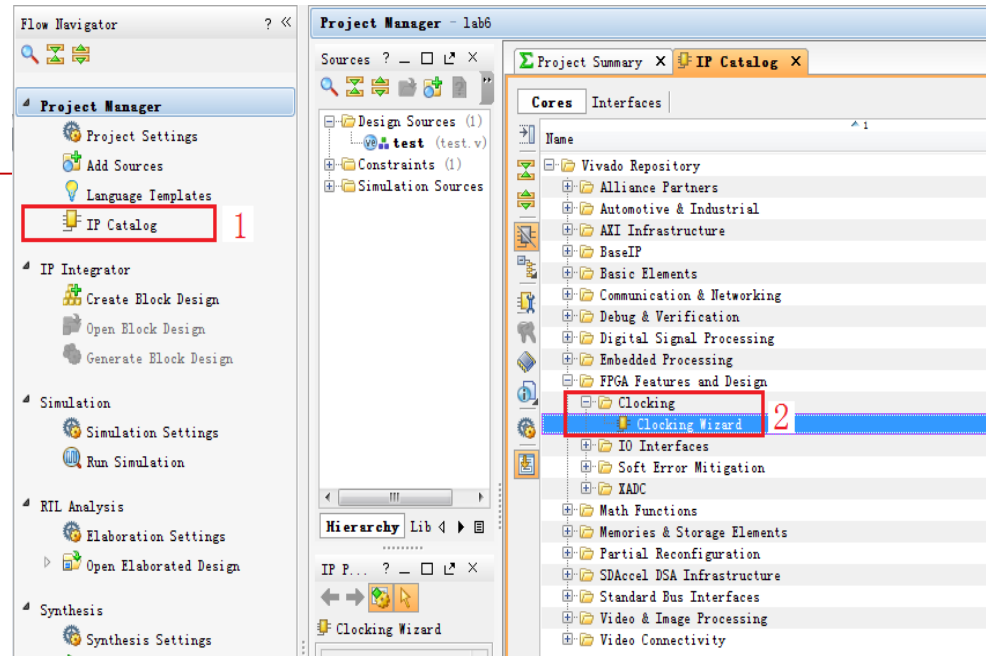 Flow Navigator
Project Manager
Project Settings
Add Sources
Language Templates
IP Catalog
1
IP Integrator
Create Block Design
Open Block Design
Generate Block Design
Simulation
Simulation Settings
Run Simulation
RTL Analysis
Elaboration Settings
Open Elaborated Design
Synthesis
Synthesis Settings
Project Manager - lab6
Sources
Design Sources (1)
test (test.v)
Constraints (1)
Simulation Sources
Hierarchy Lib
IP P...
Clocking Wizard
Project Summary
IP Catalog
Cores Interfaces
Name 1
Vivado Repository
Alliance Partners
Automotive & Industrial
AXI Infrastructure
BaseIP
Basic Elements
Communication & Networking
Debug & Verification
Digital Signal Processing
Embedded Processing
FPGA Features and Design
Clocking
Clocking Wizard
2
IO Interfaces
Soft Error Mitigation
XADC
Math Functions
Memories & Storage Elements
Partial Reconfiguration
SDAccel DSA Infrastructure
Standard Bus Interfaces
Video & Image Processing
Video Connectivity